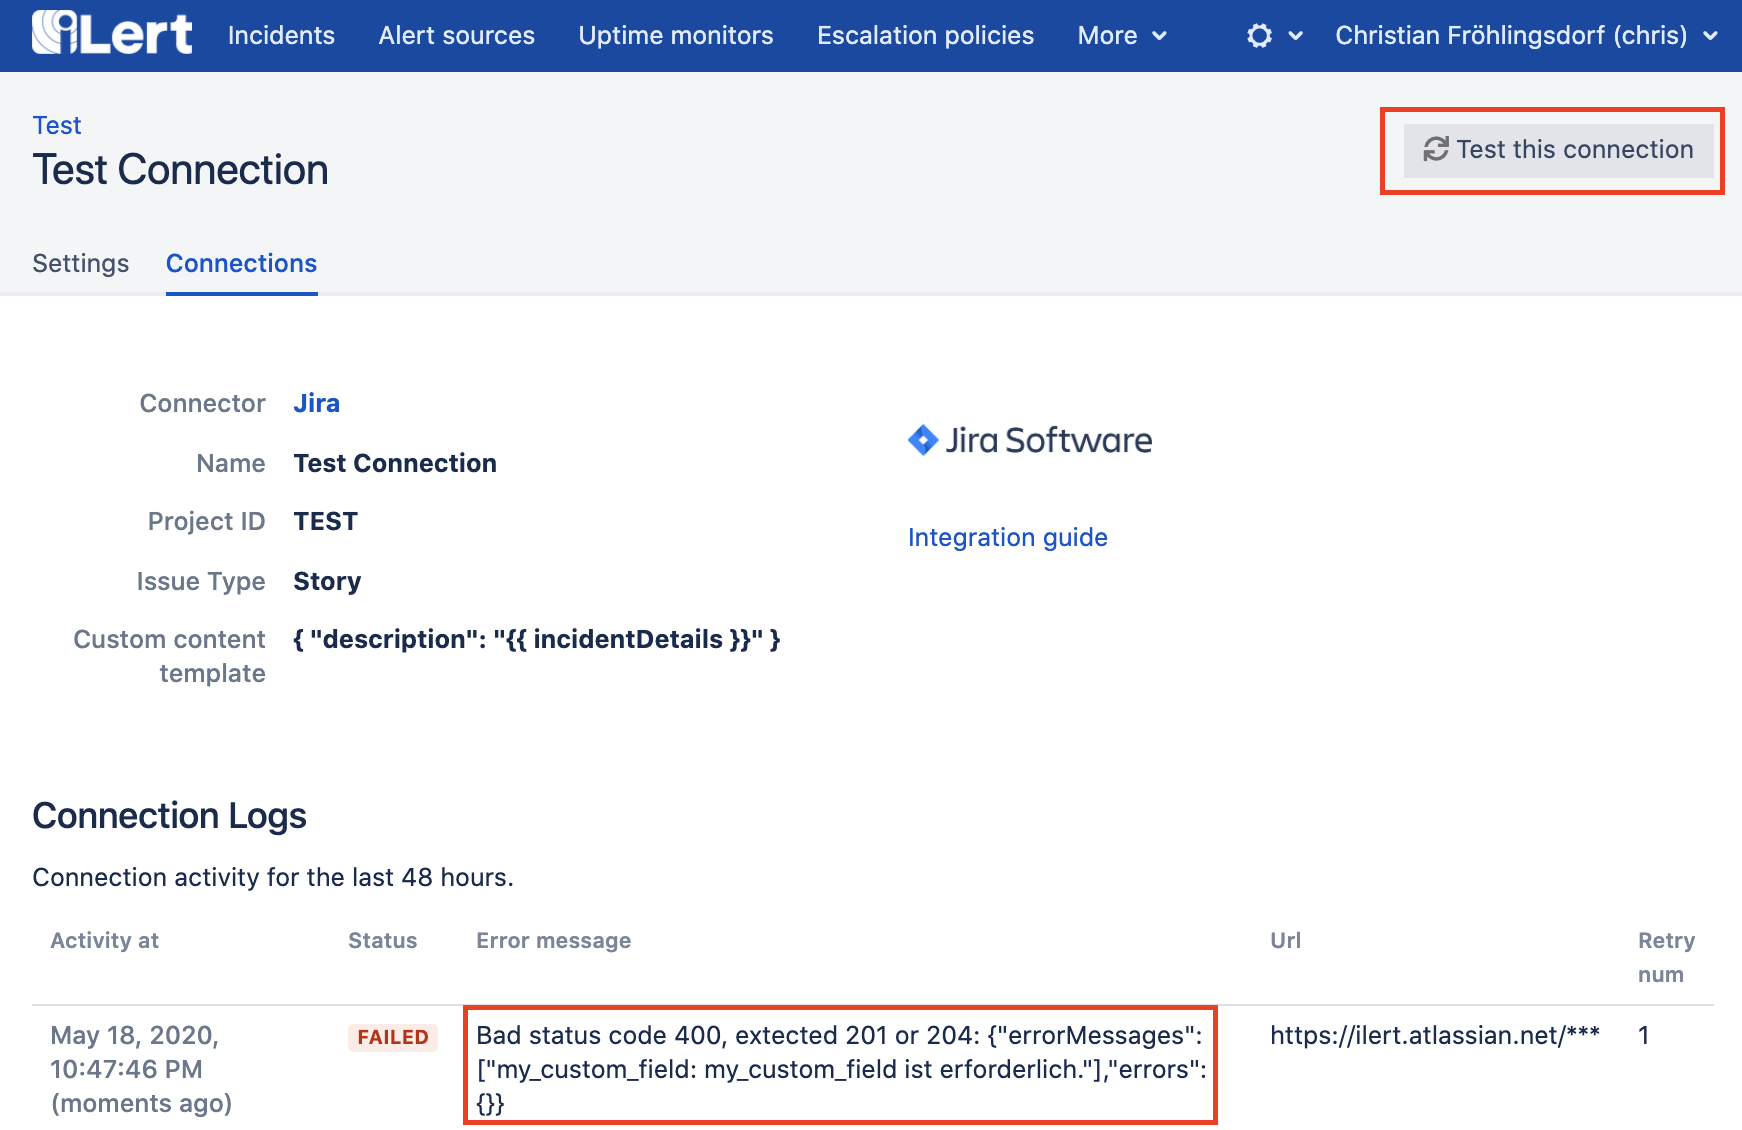 iLert Incidents Alert sources Uptime monitors Escalation policies More Christian Fröhlingsdorf (chris)
Test
Test Connection
Test this connection
Settings Connections
Connector Jira
Name Test Connection
Project ID TEST
Issue Type Story
Custom content template { "description": "{{ incidentDetails }}" }
Jira Software
Integration guide
Connection Logs
Connection activity for the last 48 hours.
Activity at Status Error message Url Retry num
May 18, 2020,
10:47:46 PM
(moments ago)
FAILED
Bad status code 400, extected 201 or 204: {"errorMessages":
["my_custom_field: my_custom_field ist erforderlich."],"errors":
{}}
https://ilert.atlassian.net/*** 1